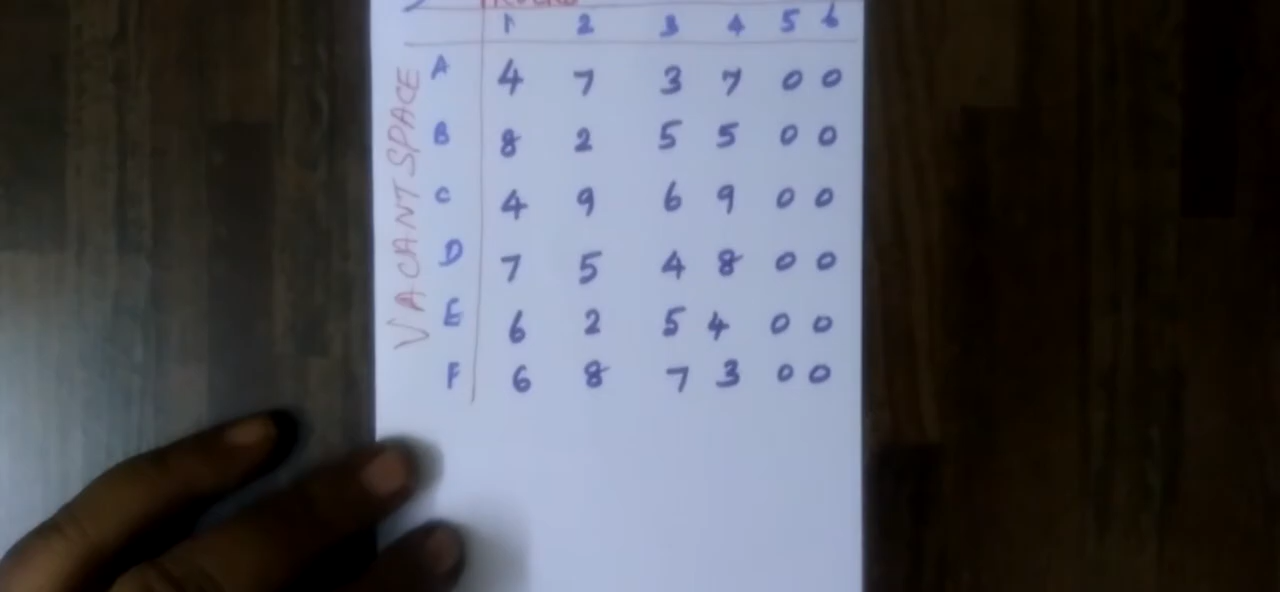 1 2 3 4 5 6
VACANT SPACE
A 4 7 3 7 0 0
B 8 2 5 5 0 0
C 4 9 6 9 0 0
D 7 5 4 8 0 0
E 6 2 5 4 0 0
F 6 8 7 3 0 0